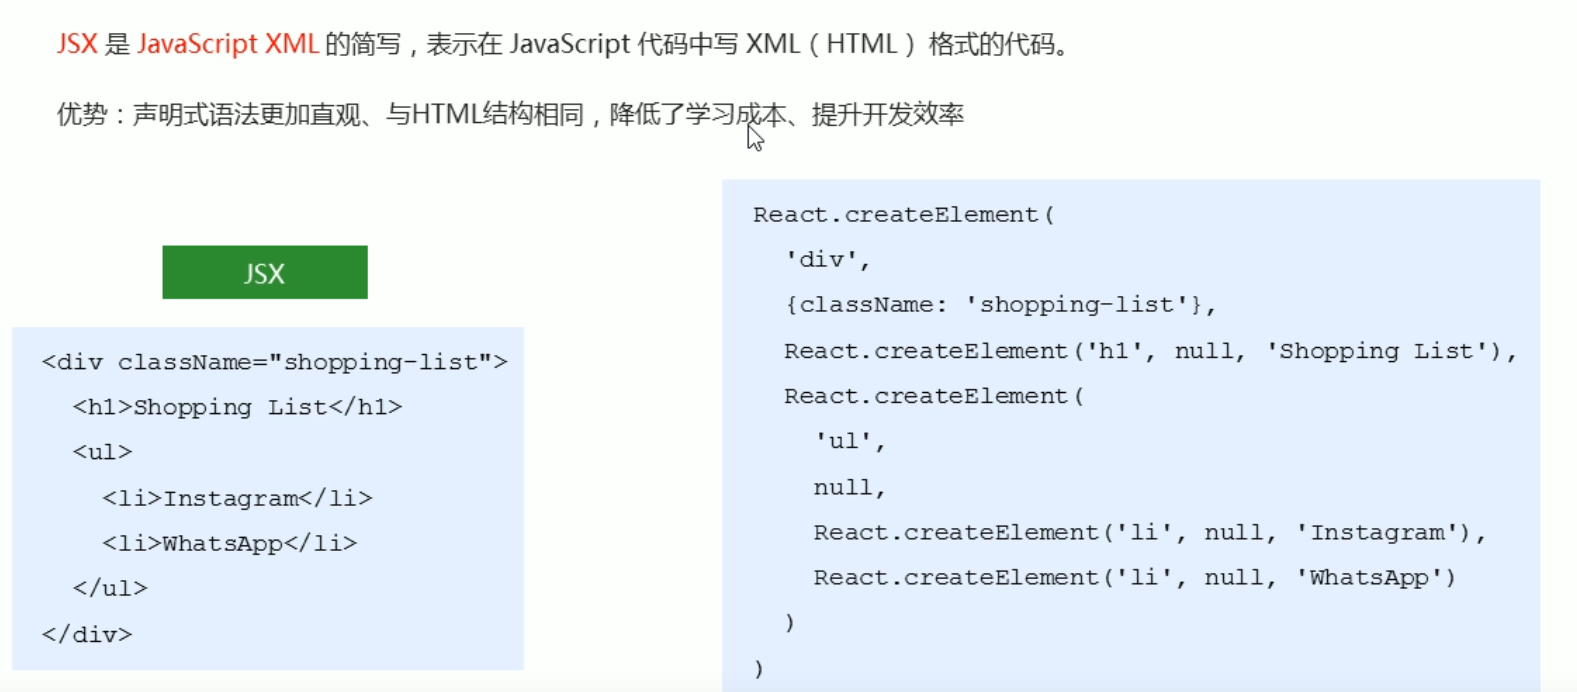 JSX 是 JavaScript XML 的简写，表示在 JavaScript 代码中写 XML（HTML）格式的代码。
优势：声明式语法更加直观、与HTML结构相同，降低了学习成本、提升开发效率
JSX
<div className="shopping-list">
<h1>Shopping List</h1>
<ul>
<li>Instagram</li>
<li>WhatsApp</li>
</ul>
</div>
React.createElement(
'div',
{className: 'shopping-list'},
React.createElement('h1', null, 'Shopping List'),
React.createElement(
'ul',
null,
React.createElement('li', null, 'Instagram'),
React.createElement('li', null, 'WhatsApp')
)
)